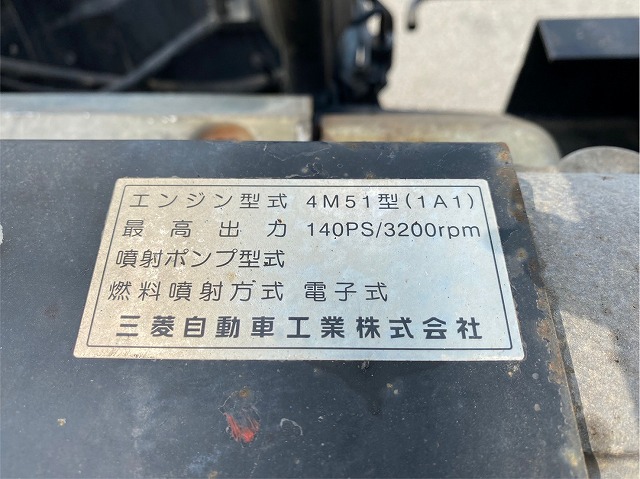 エンジン型式 4M51型(1A1)
最高出力 140PS/3200rpm
噴射ポンプ型式
燃料噴射方式 電子式
三菱自動車工業株式会社